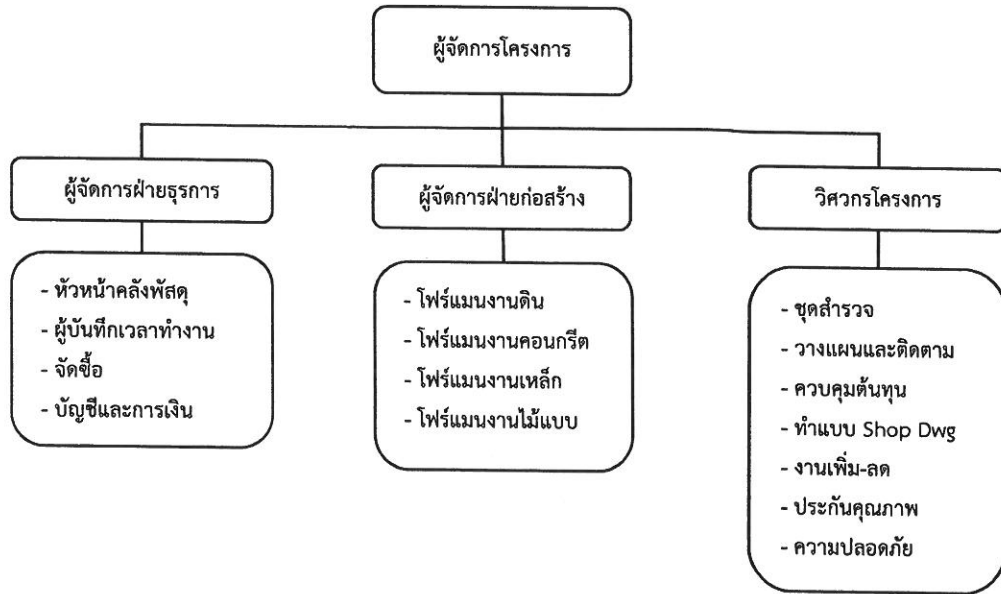 ผู้จัดการโครงการ
ผู้จัดการฝ่ายธุรการ
ผู้จัดการฝ่ายก่อสร้าง
วิศวกรโครงการ
- หัวหน้าคลังพัสดุ
- ผู้บันทึกเวลาทำงาน
- จัดซื้อ
- บัญชีและการเงิน
- โฟร์แมนงานดิน
- โฟร์แมนงานคอนกรีต
- โฟร์แมนงานเหล็ก
- โฟร์แมนงานไม้แบบ
- ชุดสำรวจ
- วางแผนและติดตาม
- ควบคุมต้นทุน
- ทำแบบ Shop Dwg
- งานเพิ่ม-ลด
- ประกันคุณภาพ
- ความปลอดภัย